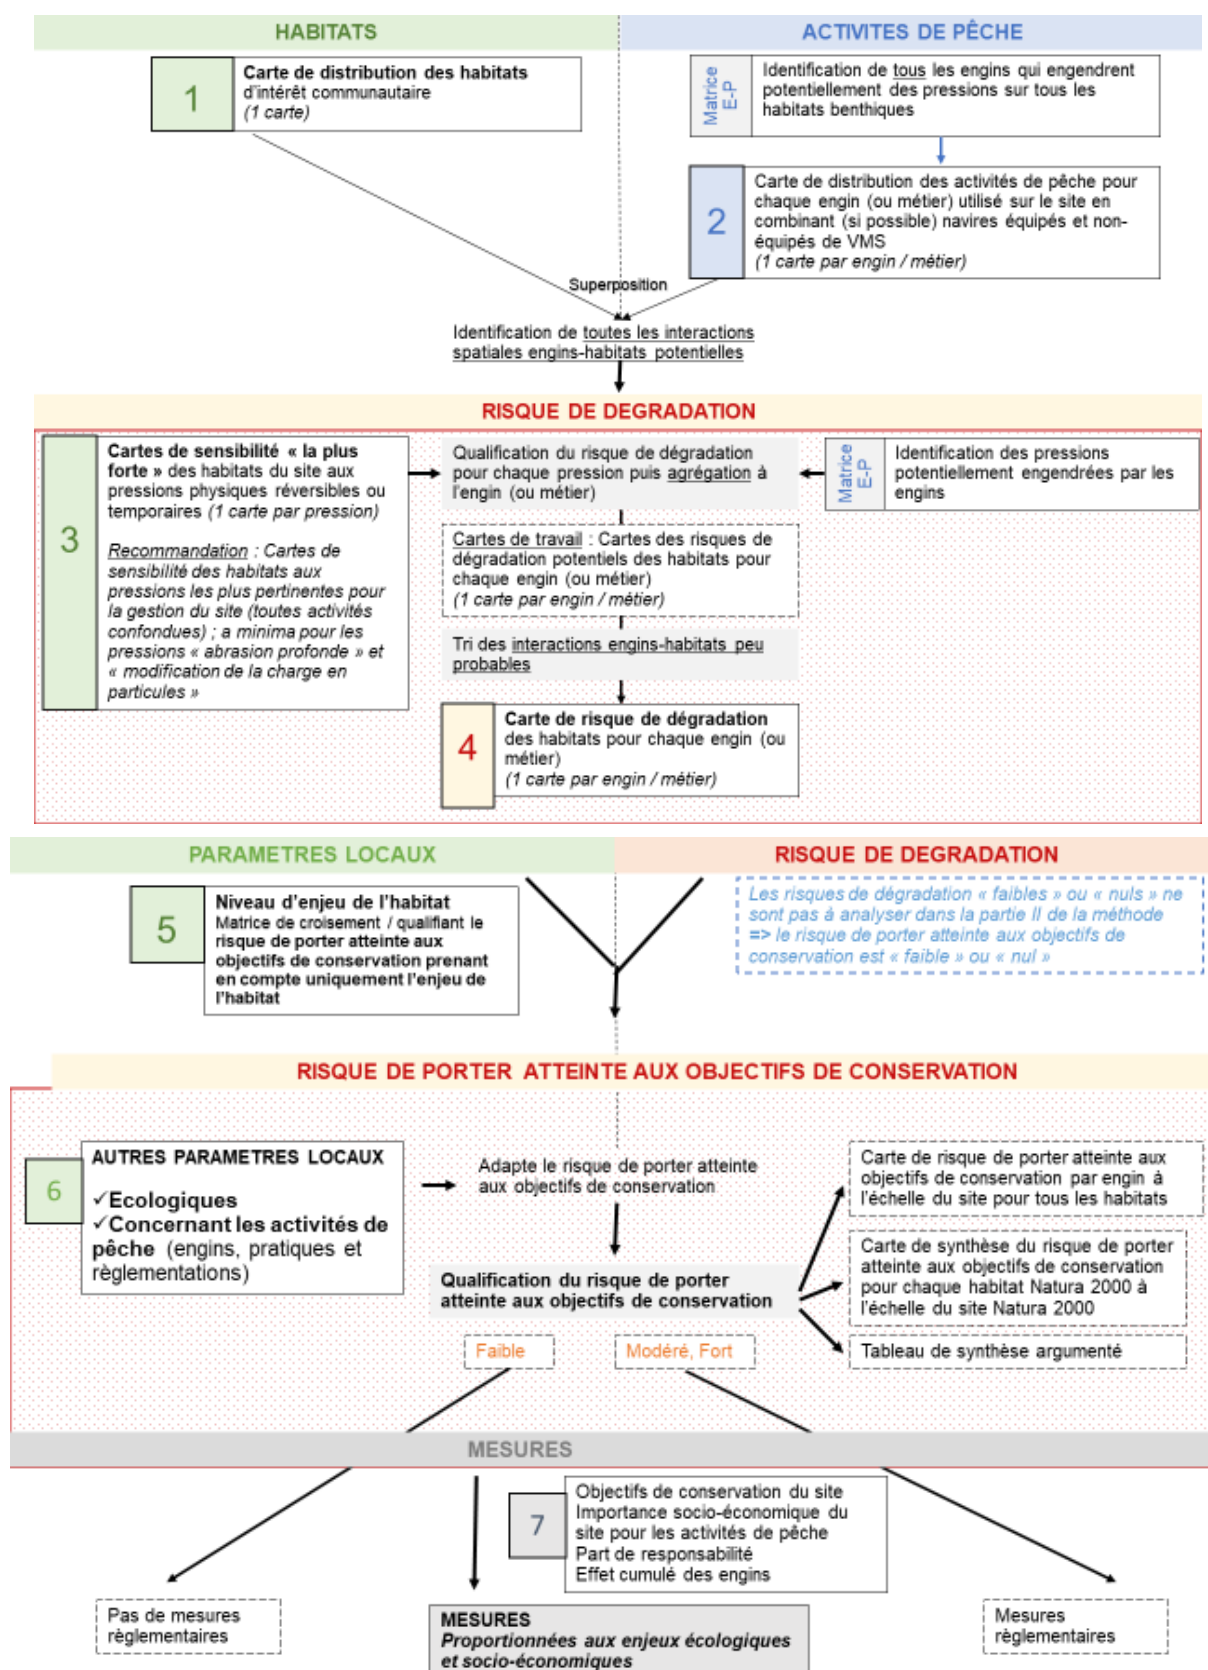 HABITATS
ACTIVITES DE PÊCHE
1
Carte de distribution des habitats
d'intérêt communautaire
(1 carte)
Matrice
E-P
Identification de tous les engins qui engendrent
potentiellement des pressions sur tous les
habitats benthiques
2
Carte de distribution des activités de pêche pour
chaque engin (ou métier) utilisé sur le site en
combinant (si possible) navires équipés et non-
équipés de VMS
(1 carte par engin / métier)
Superposition
Identification de toutes les interactions
spatiales engins-habitats potentielles
RISQUE DE DEGRADATION
3
Cartes de sensibilité « la plus
forte » des habitats du site aux
pressions physiques réversibles ou
temporaires (1 carte par pression)
Recommandation : Cartes de
sensibilité des habitats aux
pressions les plus pertinentes pour
la gestion du site (toutes activités
confondues) ; a minima pour les
pressions « abrasion profonde » et
« modification de la charge en
particules »
Qualification du risque de dégradation
pour chaque pression puis agrégation à
l'engin (ou métier)
Matrice
E-P
Identification des pressions
potentiellement engendrées par les
engins
Cartes de travail : Cartes des risques de
dégradation potentiels des habitats pour
chaque engin (ou métier)
(1 carte par engin / métier)
Tri des interactions engins-habitats peu
probables
4
Carte de risque de dégradation
des habitats pour chaque engin (ou
métier)
(1 carte par engin / métier)
PARAMETRES LOCAUX
RISQUE DE DEGRADATION
5
Niveau d'enjeu de l'habitat
Matrice de croisement / qualifiant le
risque de porter atteinte aux
objectifs de conservation prenant
en compte uniquement l'enjeu de
l'habitat
Les risques de dégradation « faibles » ou « nuls » ne
sont pas à analyser dans la partie II de la méthode
=> le risque de porter atteinte aux objectifs de
conservation est « faible » ou « nul »
RISQUE DE PORTER ATTEINTE AUX OBJECTIFS DE CONSERVATION
6
AUTRES PARAMETRES LOCAUX
✓Ecologiques
✓Concernant les activités de
pêche (engins, pratiques et
règlementations)
Adapte le risque de porter atteinte
aux objectifs de conservation
Qualification du risque de porter
atteinte aux objectifs de conservation
Carte de risque de porter atteinte aux
objectifs de conservation par engin à
l'échelle du site pour tous les habitats
Carte de synthèse du risque de porter
atteinte aux objectifs de conservation
pour chaque habitat Natura 2000 à
l'échelle du site Natura 2000
Tableau de synthèse argumenté
Faible
Modéré, Fort
MESURES
7
Objectifs de conservation du site
Importance socio-économique du
site pour les activités de pêche
Part de responsabilité
Effet cumulé des engins
Pas de mesures
règlementaires
MESURES
Proportionnées aux enjeux écologiques
et socio-économiques
Mesures
règlementaires